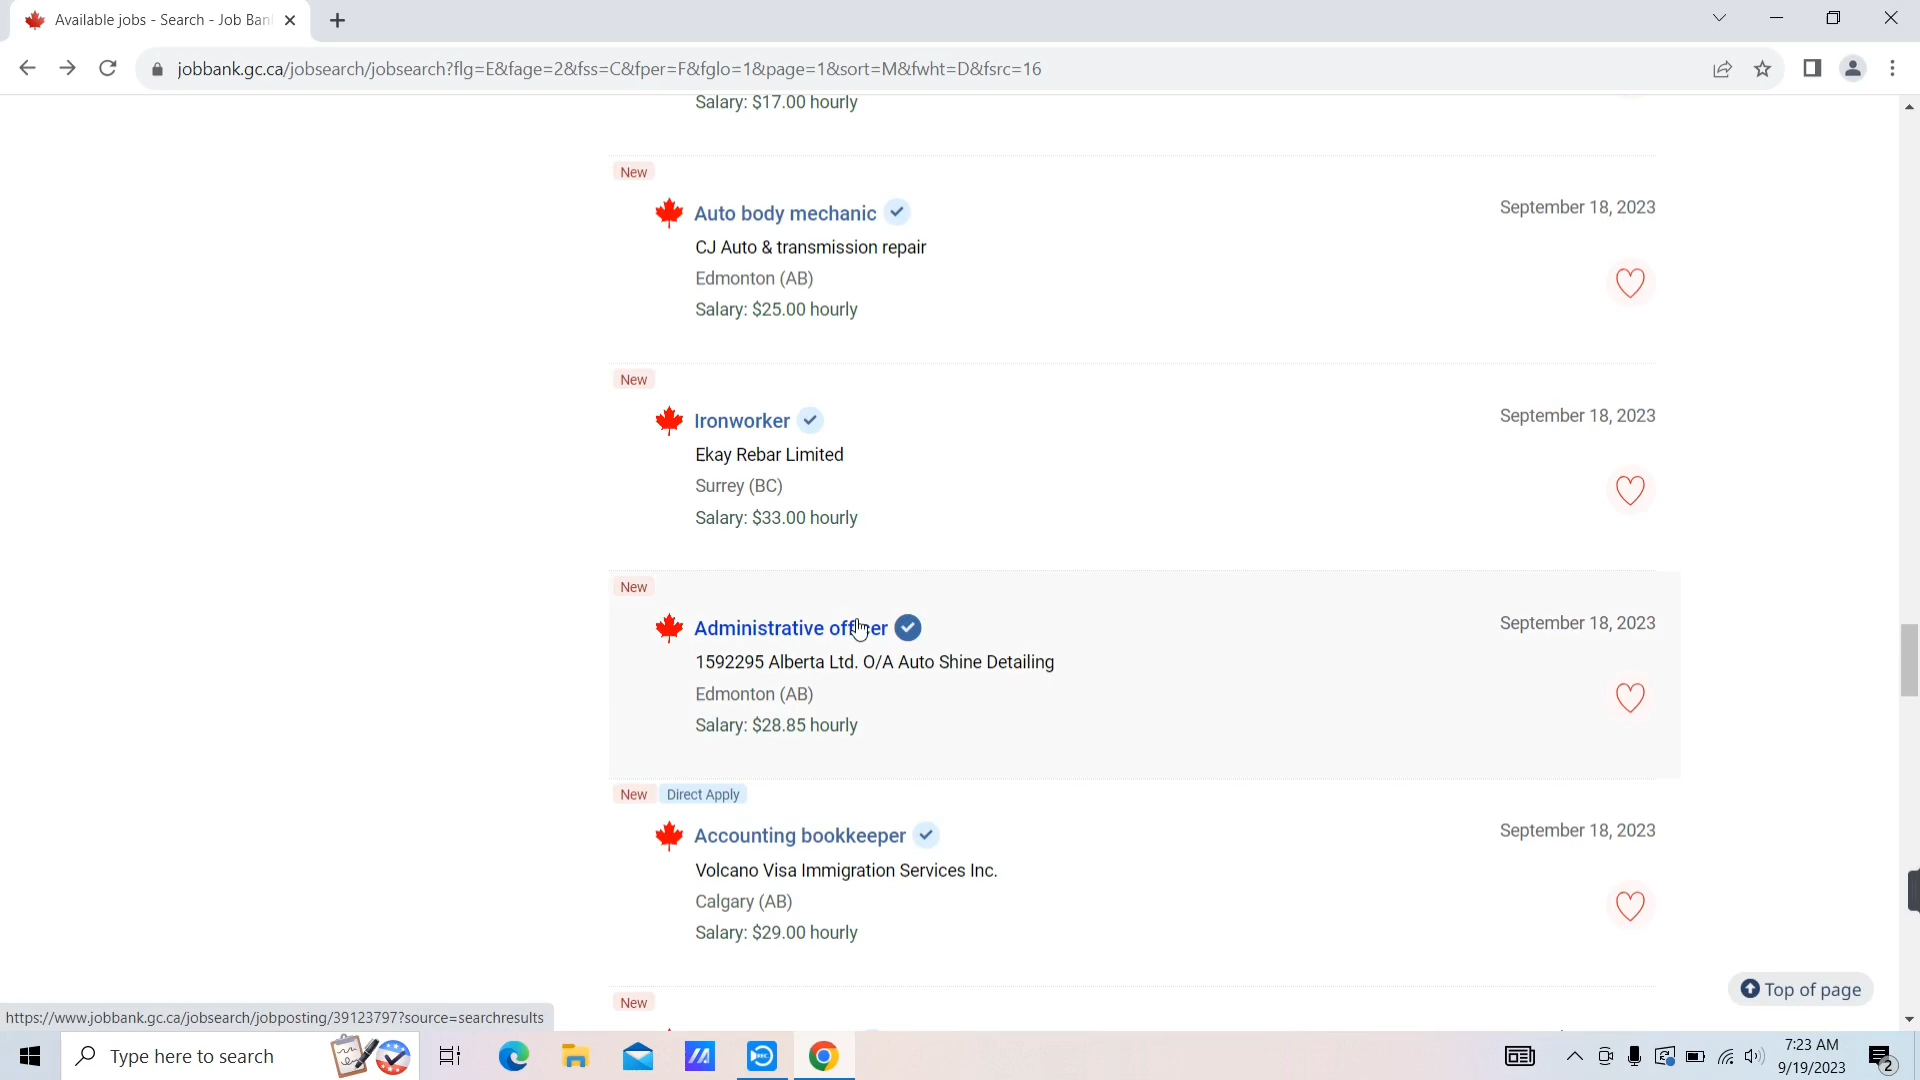 Available jobs - Search - Job Ban
jobbank.gc.ca/jobsearch/jobsearch?flg=E&fage=2&fss=C&fper=F&fglo=1&page=1&sort=M&fwht=D&fsrc=16
Salary: $17.00 hourly
New
Auto body mechanic
September 18, 2023
CJ Auto & transmission repair
Edmonton (AB)
Salary: $25.00 hourly
New
Ironworker
September 18, 2023
Ekay Rebar Limited
Surrey (BC)
Salary: $33.00 hourly
New
Administrative officer
September 18, 2023
1592295 Alberta Ltd. O/A Auto Shine Detailing
Edmonton (AB)
Salary: $28.85 hourly
New Direct Apply
Accounting bookkeeper
September 18, 2023
Volcano Visa Immigration Services Inc.
Calgary (AB)
Salary: $29.00 hourly
Top of page
New
https://www.jobbank.gc.ca/jobsearch/jobposting/39123797?source=searchresults
Type here to search
REC
7:23 AM
9/19/2023
2